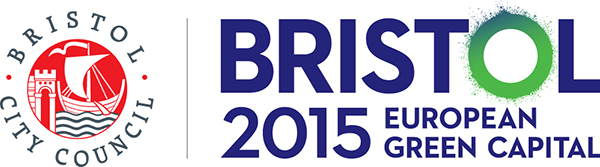 BRISTOL
CITY COUNCIL
BRISTOL
2015 EUROPEAN
GREEN CAPITAL